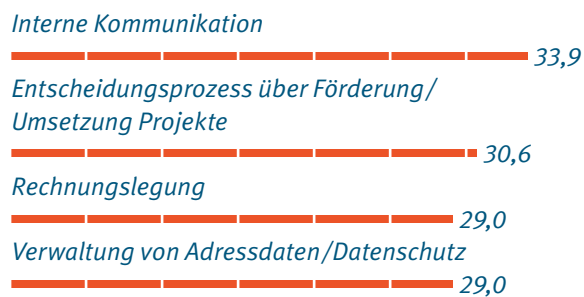 Interne Kommunikation
33,9
Entscheidungsprozess über Förderung/
Umsetzung Projekte
30,6
Rechnungslegung
29,0
Verwaltung von Adressdaten/Datenschutz
29,0